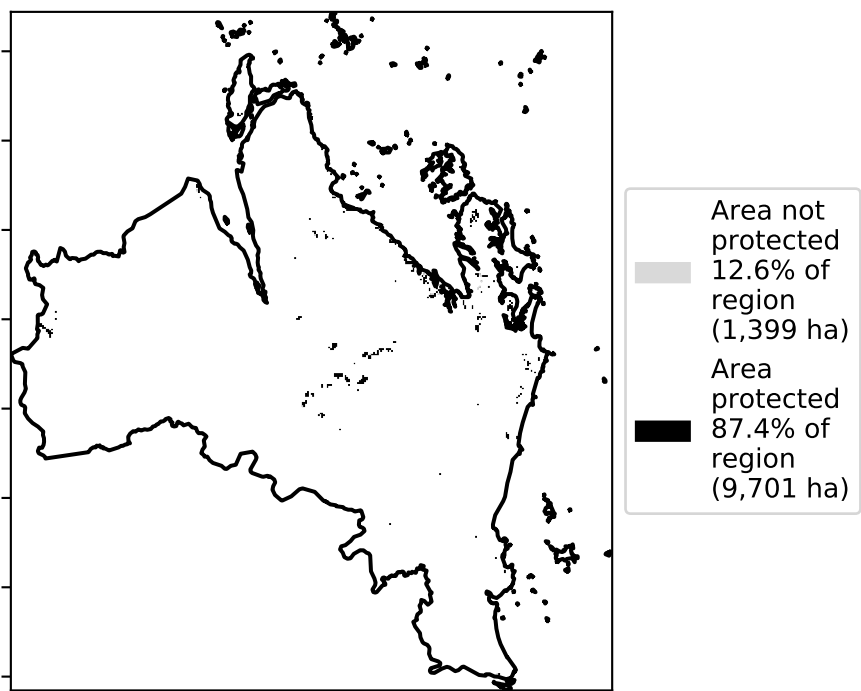 Area not
protected
12.6% of
region
(1,399 ha)
Area
protected
87.4% of
region
(9,701 ha)